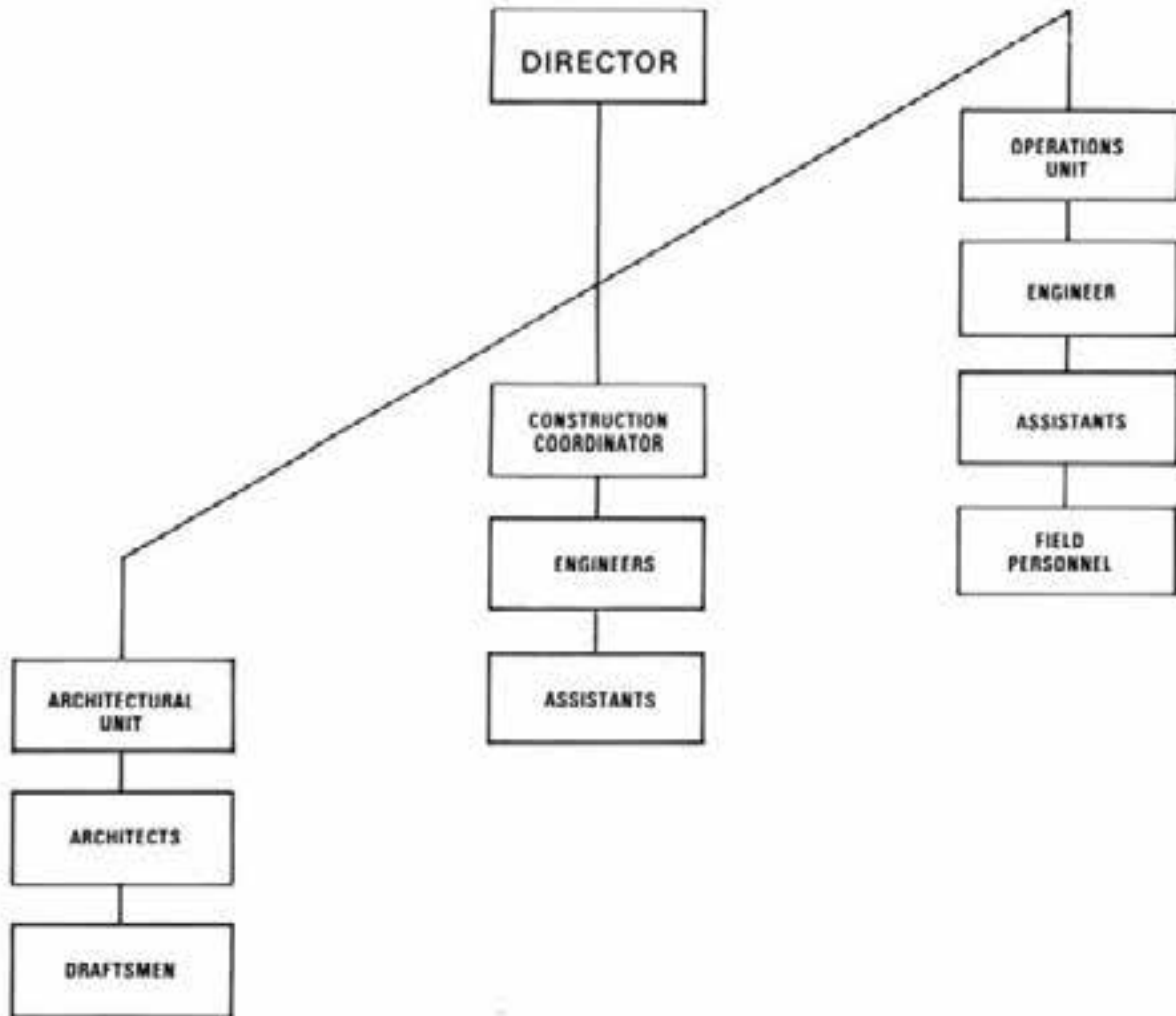 DIRECTOR
OPERATIONS
UNIT
ENGINEER
ASSISTANTS
FIELD
PERSONNEL
CONSTRUCTION
COORDINATOR
ENGINEERS
ASSISTANTS
ARCHITECTURAL
UNIT
ARCHITECTS
DRAFTSMEN